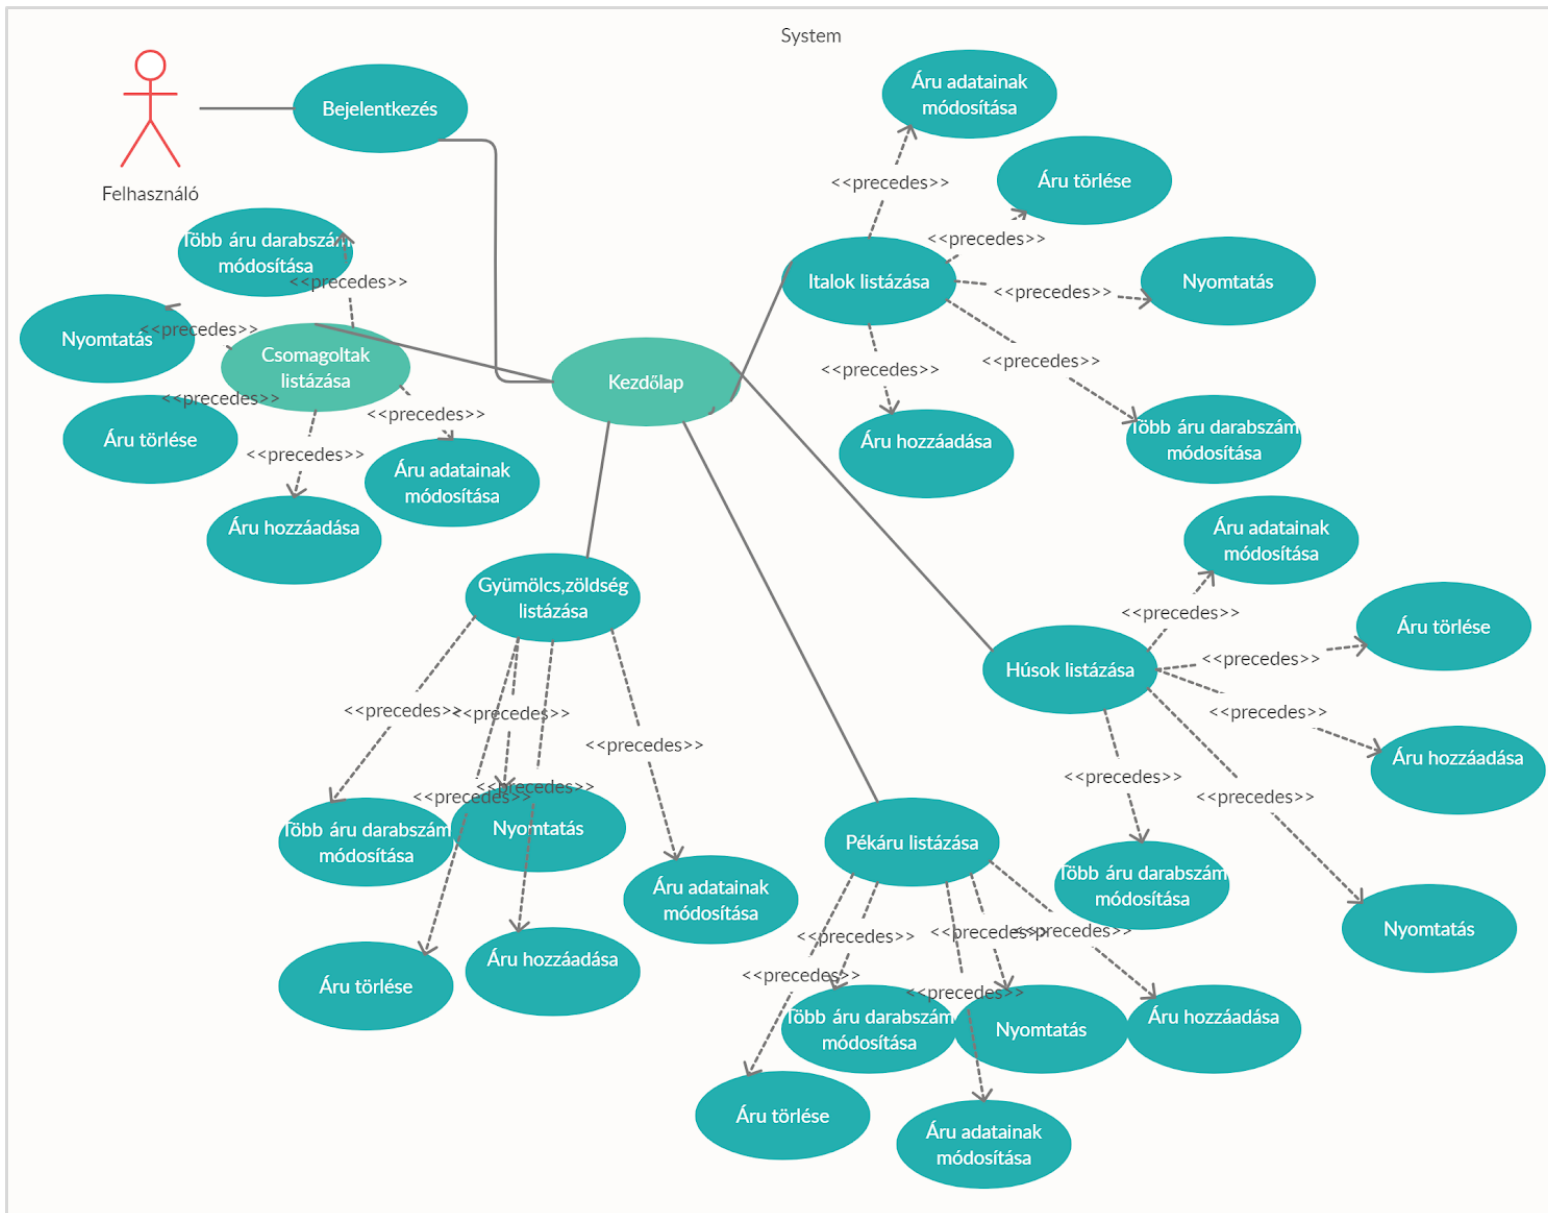 System
Bejelentkezés
Felhasználó
Áru adatainak
módosítása
<<precedes>>
Áru törlése
<<precedes>>
Italok listázása
<<precedes>>
Nyomtatás
<<precedes>>
Több áru darabszám
módosítása
<<precedes>>
Áru hozzáadása
Több áru darabszám
módosítása
<<precedes>>
Nyomtatás
<<precedes>>
Csomagoltak
listázása
<<precedes>>
Áru törlése
<<precedes>>
Áru hozzáadása
<<precedes>>
Áru adatainak
módosítása
Kezdőlap
Gyümölcs,zöldség
listázása
<<precedes>>
<<precedes>>
<<precedes>>
<<precedes>>
<<precedes>>
Több áru darabszám
módosítása
Nyomtatás
Áru adatainak
módosítása
Áru törlése
Áru hozzáadása
Áru adatainak
módosítása
<<precedes>>
Áru törlése
<<precedes>>
Húsok listázása
<<precedes>>
Áru hozzáadása
<<precedes>>
<<precedes>>
Több áru darabszám
módosítása
Nyomtatás
Pékáru listázása
<<precedes>>
<<precedes>>
<<precedes>>
<<precedes>>
<<precedes>>
Több áru darabszám
módosítása
Nyomtatás
Áru hozzáadása
Áru törlése
Áru adatainak
módosítása